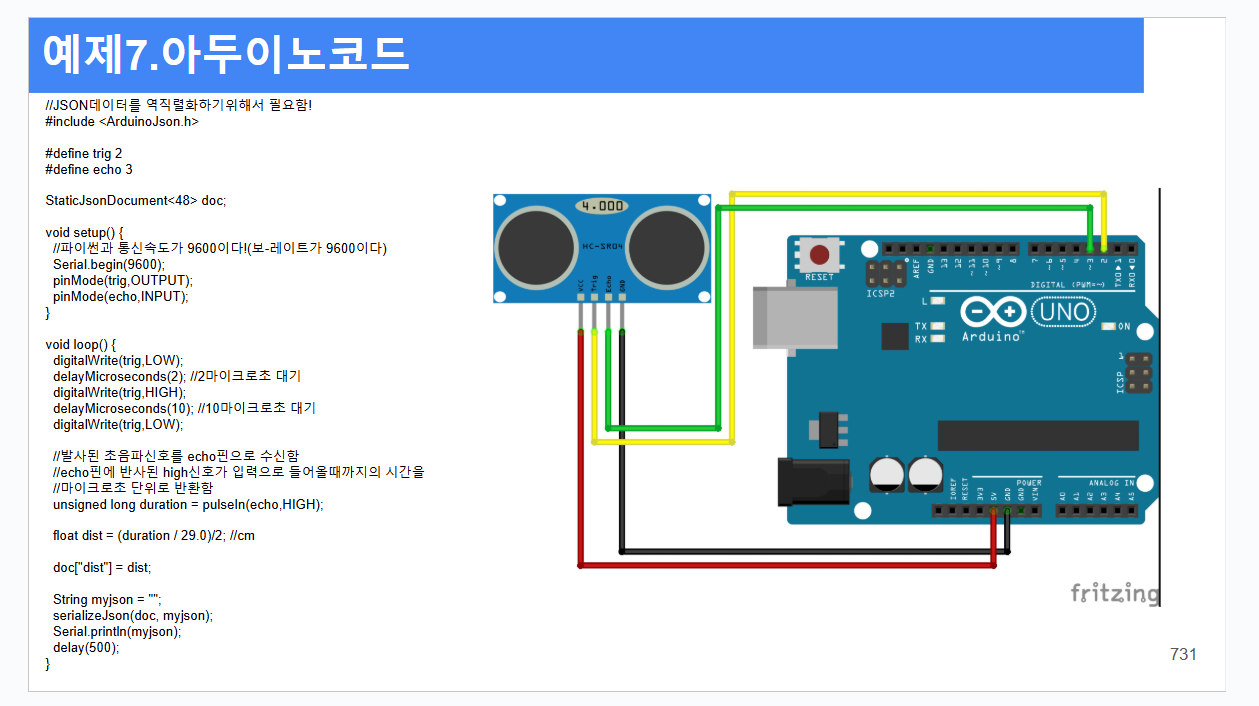 예제7.아두이노코드
//JSON데이터를 역직렬화하기위해서 필요함!
#include <ArduinoJson.h>
#define trig 2
#define echo 3
StaticJsonDocument<48> doc;
void setup() {
//파이썬과 통신속도가 9600이다!(보-레이트가 9600이다)
Serial.begin(9600);
pinMode(trig,OUTPUT);
pinMode(echo,INPUT);
}
void loop() {
digitalWrite(trig,LOW);
delayMicroseconds(2); //2마이크로초 대기
digitalWrite(trig,HIGH);
delayMicroseconds(10); //10마이크로초 대기
digitalWrite(trig,LOW);
//발사된 초음파신호를 echo핀으로 수신함
//echo핀에 반사된 high신호가 입력으로 들어올때까지의 시간을
//마이크로초 단위로 반환함
unsigned long duration = pulseIn(echo,HIGH);
float dist = (duration / 29.0)/2; //cm
doc["dist"] = dist;
String myjson = "";
serializeJson(doc, myjson);
Serial.println(myjson);
delay(500);
}
4.000
HC-SR04
VCC
Trig
Echo
GND
RESET
ICSP2
AREF
GND
13
12
~11
~10
~9
8
7
~6
~5
4
~3
2
TX0▶1
RX0◀0
DIGITAL (PWM=~)
L
TX
RX
UNO
Arduino™
ON
1
ICSP
IOREF
RESET
3V3
5V
GND
GND
VIN
POWER
ANALOG IN
A0
A1
A2
A3
A4
A5
fritzing
731